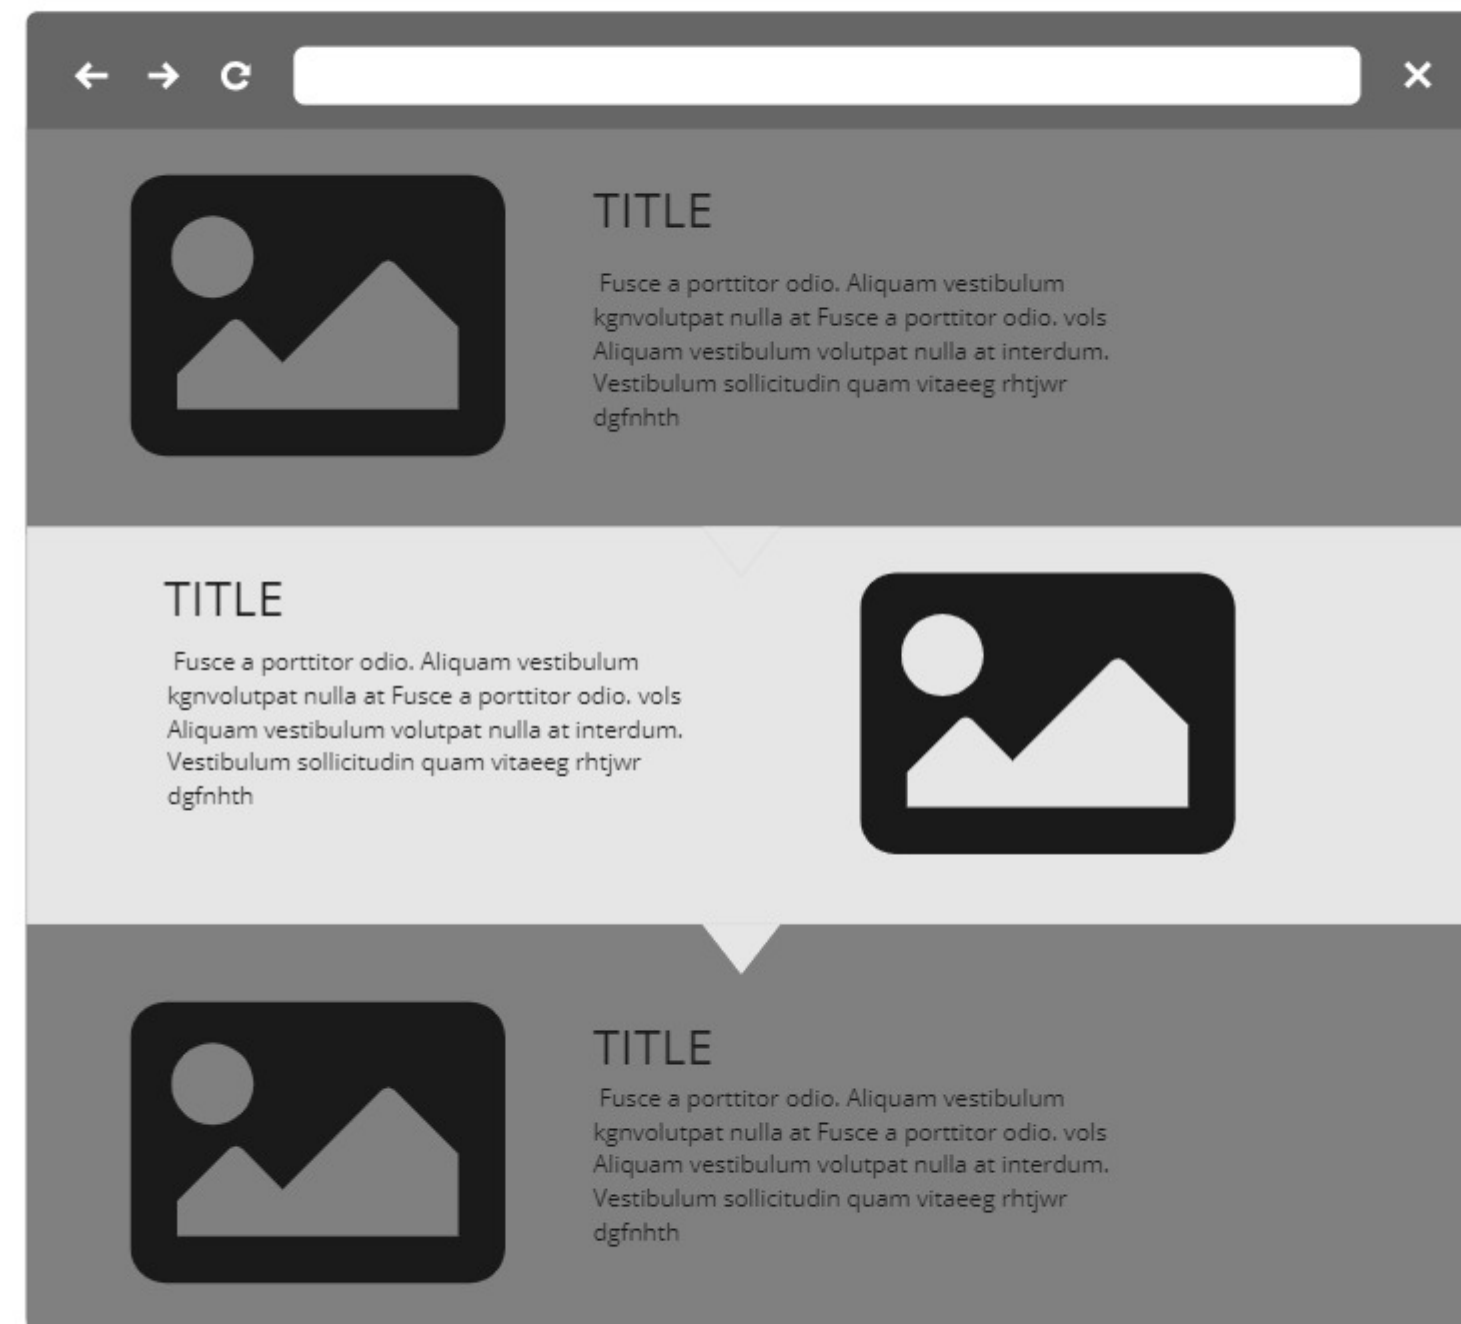 TITLE
Fusce a porttitor odio. Aliquam vestibulum
kgnvolutpat nulla at Fusce a porttitor odio. vols
Aliquam vestibulum volutpat nulla at interdum.
Vestibulum sollicitudin quam vitaeeg rhtjwr
dgfnhth
TITLE
Fusce a porttitor odio. Aliquam vestibulum
kgnvolutpat nulla at Fusce a porttitor odio. vols
Aliquam vestibulum volutpat nulla at interdum.
Vestibulum sollicitudin quam vitaeeg rhtjwr
dgfnhth
TITLE
Fusce a porttitor odio. Aliquam vestibulum
kgnvolutpat nulla at Fusce a porttitor odio. vols
Aliquam vestibulum volutpat nulla at interdum.
Vestibulum sollicitudin quam vitaeeg rhtjwr
dgfnhth